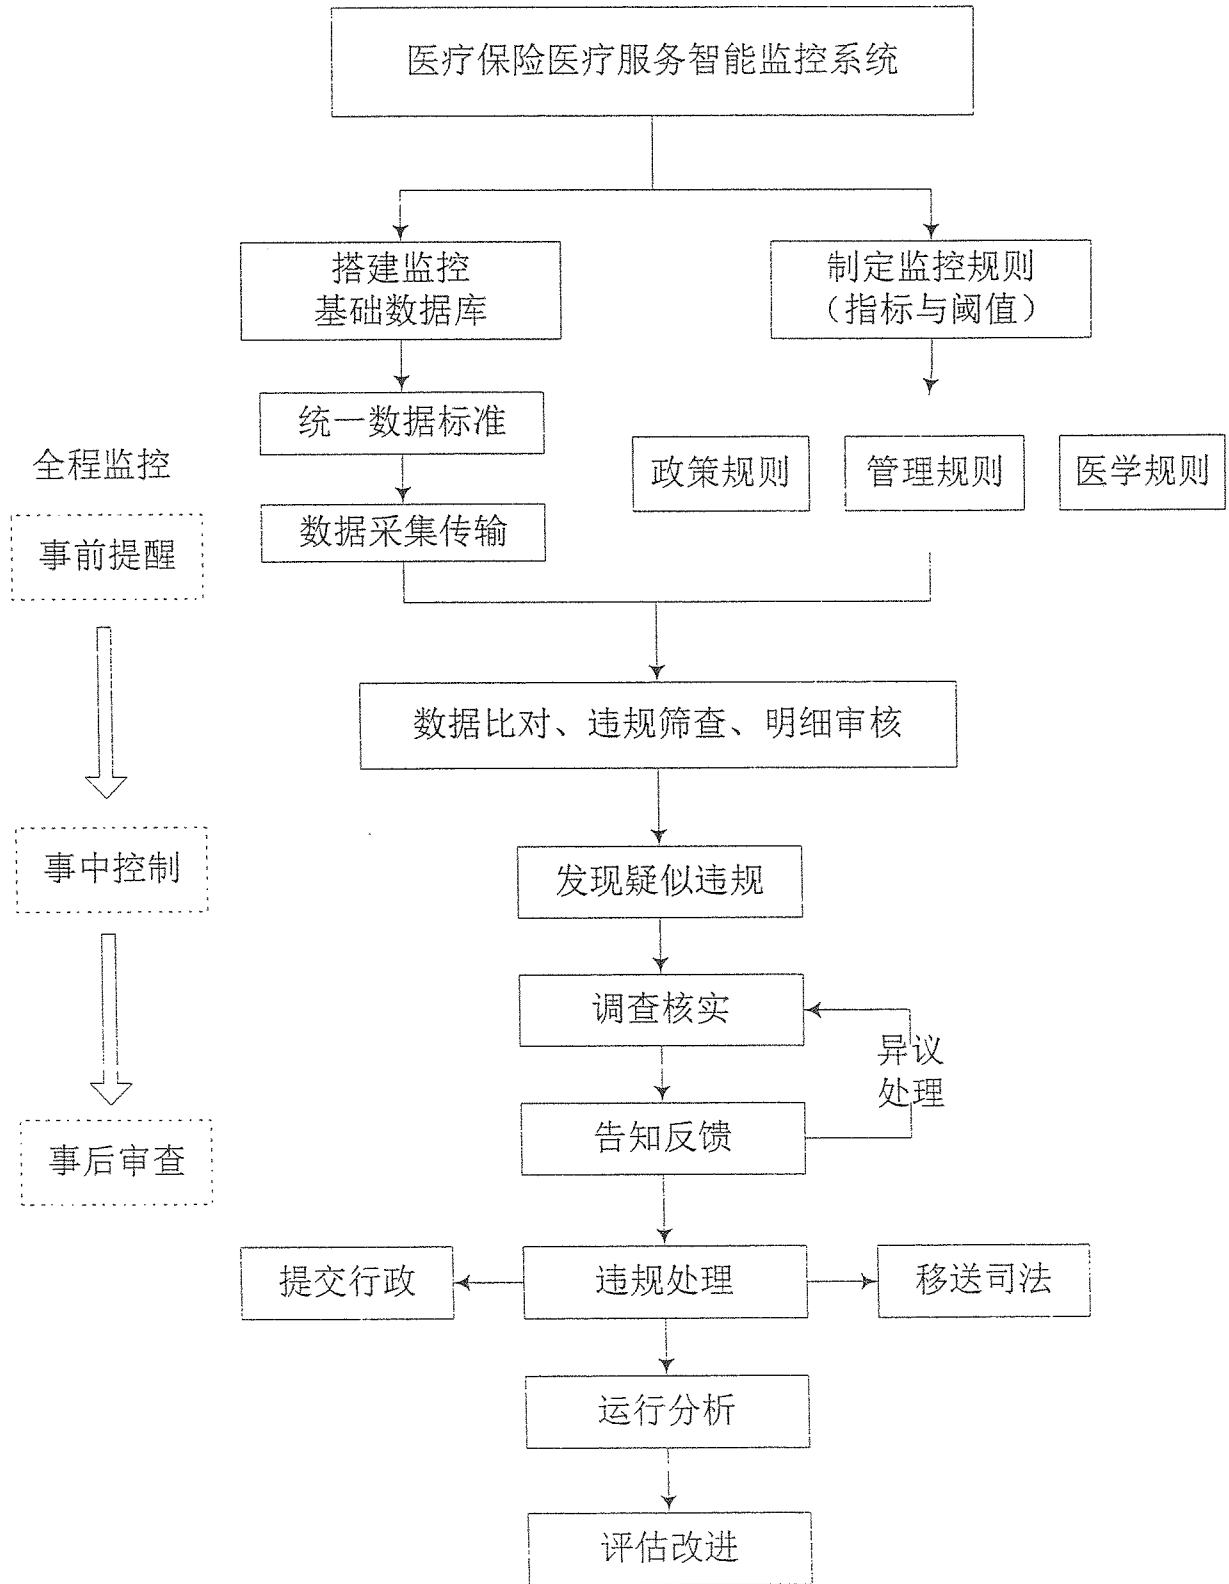 医疗保险医疗服务智能监控系统
搭建监控
基础数据库
制定监控规则
（指标与阈值）
统一数据标准
全程监控
政策规则
管理规则
医学规则
数据采集传输
事前提醒
数据比对、违规筛查、明细审核
事中控制
发现疑似违规
调查核实
异议
处理
告知反馈
事后审查
提交行政
违规处理
移送司法
运行分析
评估改进